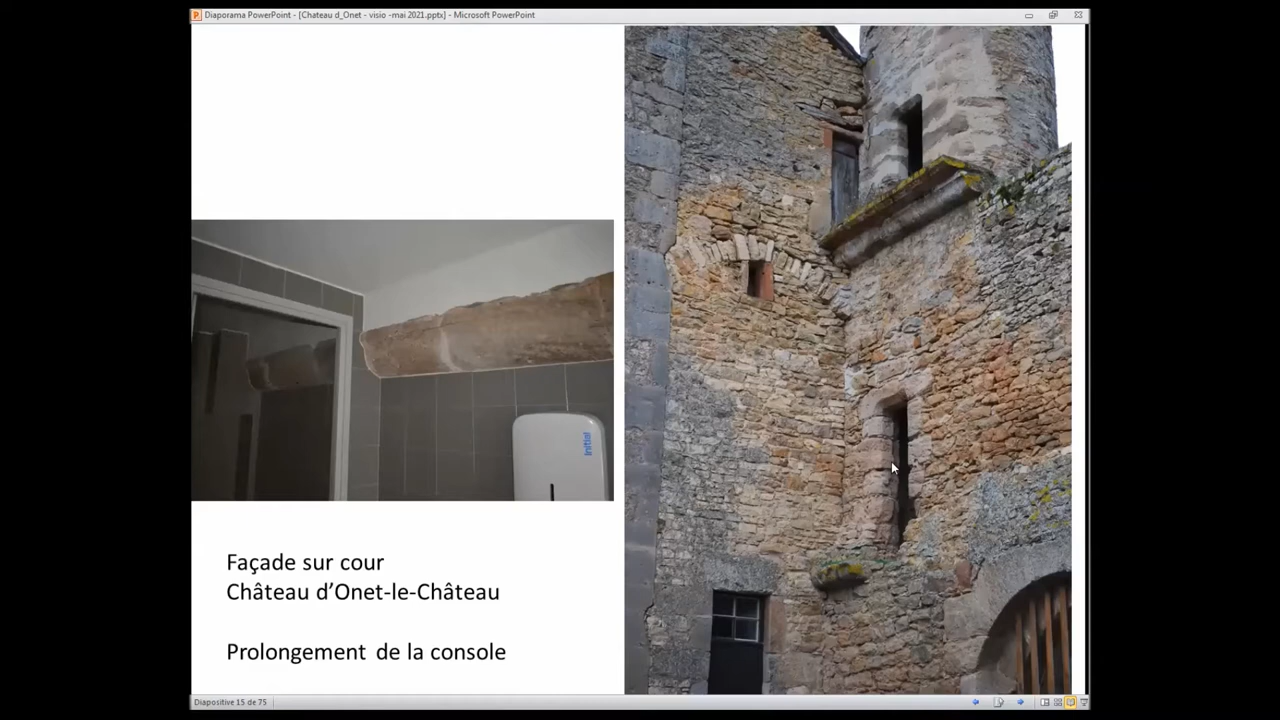 Diaporama PowerPoint - [Chateau d_Onet - visio -mai 2021.pptx] - Microsoft PowerPoint
initial
Façade sur cour
Château d'Onet-le-Château
Prolongement de la console
Diapositive 15 de 75